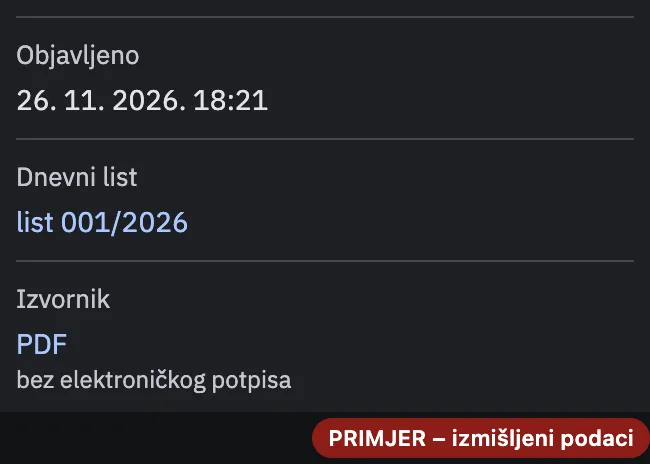 Objavljeno
26. 11. 2026. 18:21
Dnevni list
list 001/2026
Izvornik
PDF
bez elektroničkog potpisa
PRIMJER – izmišljeni podaci